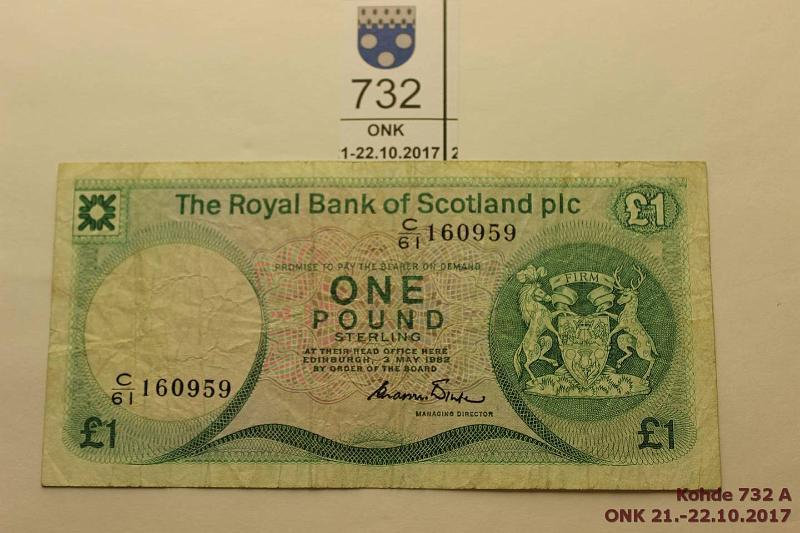 732
ONK
1-22.10.2017 2
The Royal Bank of Scotland plc
£1
C/61 160959
PROMISE TO PAY THE BEARER ON DEMAND
ONE
POUND
STERLING
AT THEIR HEAD OFFICE HERE
EDINBURGH, 3 MAY 1982
BY ORDER OF THE BOARD
MANAGING DIRECTOR
FIRM
C/61 160959
£1
£1
Kohde 732 A
ONK 21.-22.10.2017